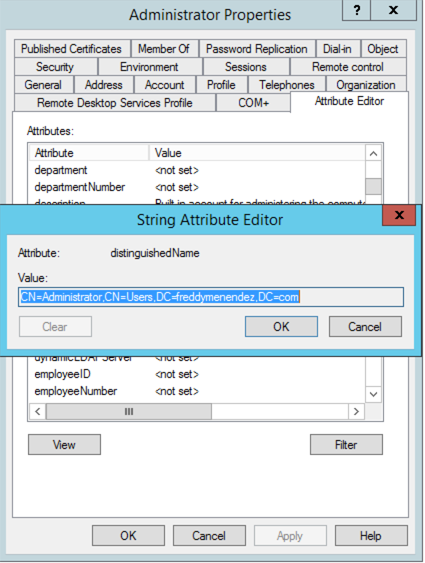 Administrator Properties
? x
Published Certificates Member Of Password Replication Dial-in Object
Security Environment Sessions Remote control
General Address Account Profile Telephones Organization
Remote Desktop Services Profile COM+ Attribute Editor
Attributes:
Attribute Value
department <not set>
departmentNumber <not set>
description Built-in account for administering the compute
String Attribute Editor
x
Attribute: distinguishedName
Value:
CN=Administrator,CN=Users,DC=freddymenendez,DC=com
Clear OK Cancel
dynamicLDAPServer <not set>
employeeID <not set>
employeeNumber <not set>
View Filter
OK Cancel Apply Help